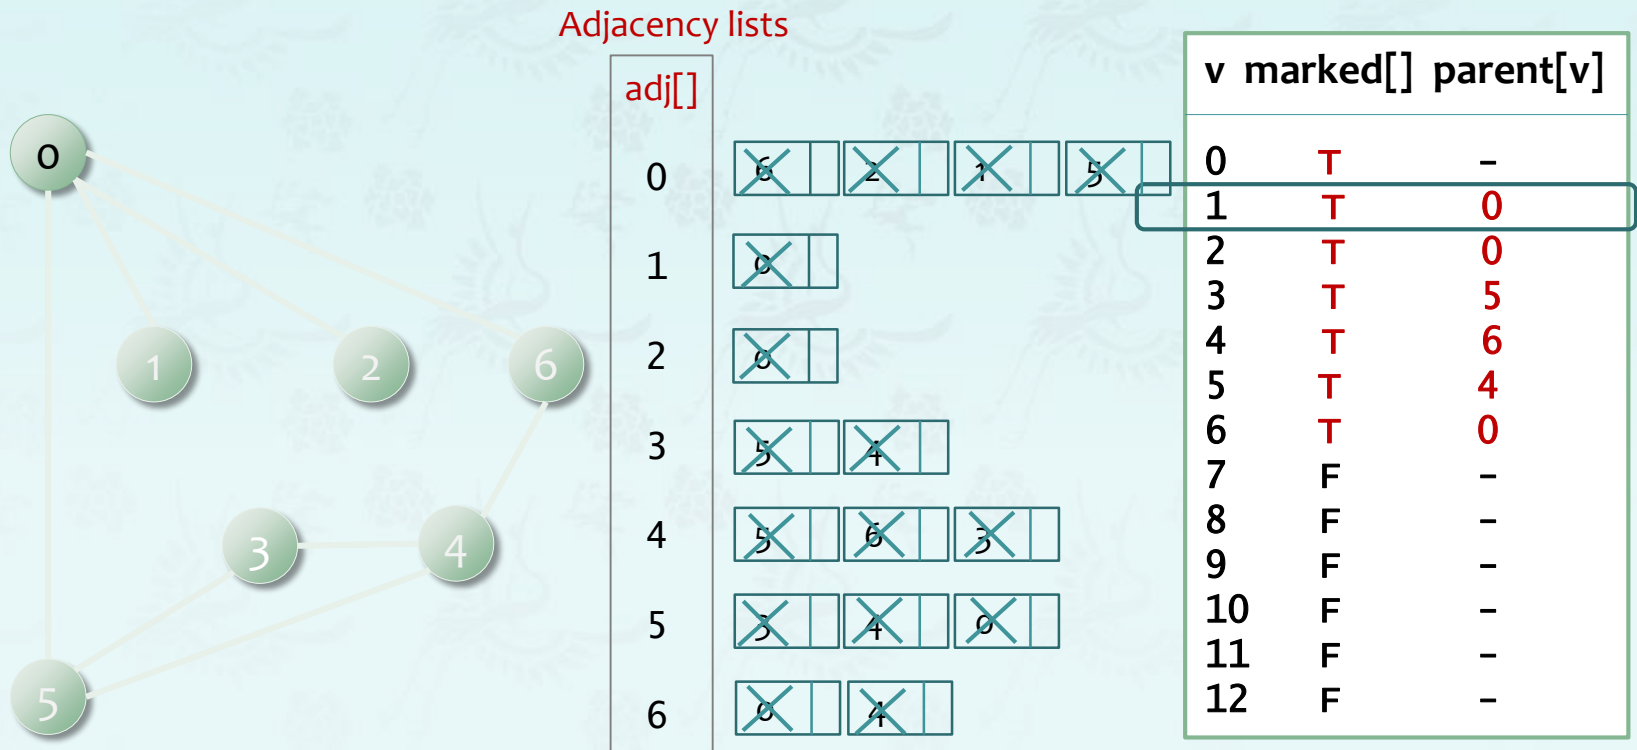 Adjacency lists
adj[]
0 6 2 1 5
1 0
2 0
3 5 4
4 5 6 3
5 3 4 0
6 0 4
0
1 2 6
3 4
5
v marked[] parent[v]
0 T –
1 T 0
2 T 0
3 T 5
4 T 6
5 T 4
6 T 0
7 F –
8 F –
9 F –
10 F –
11 F –
12 F –